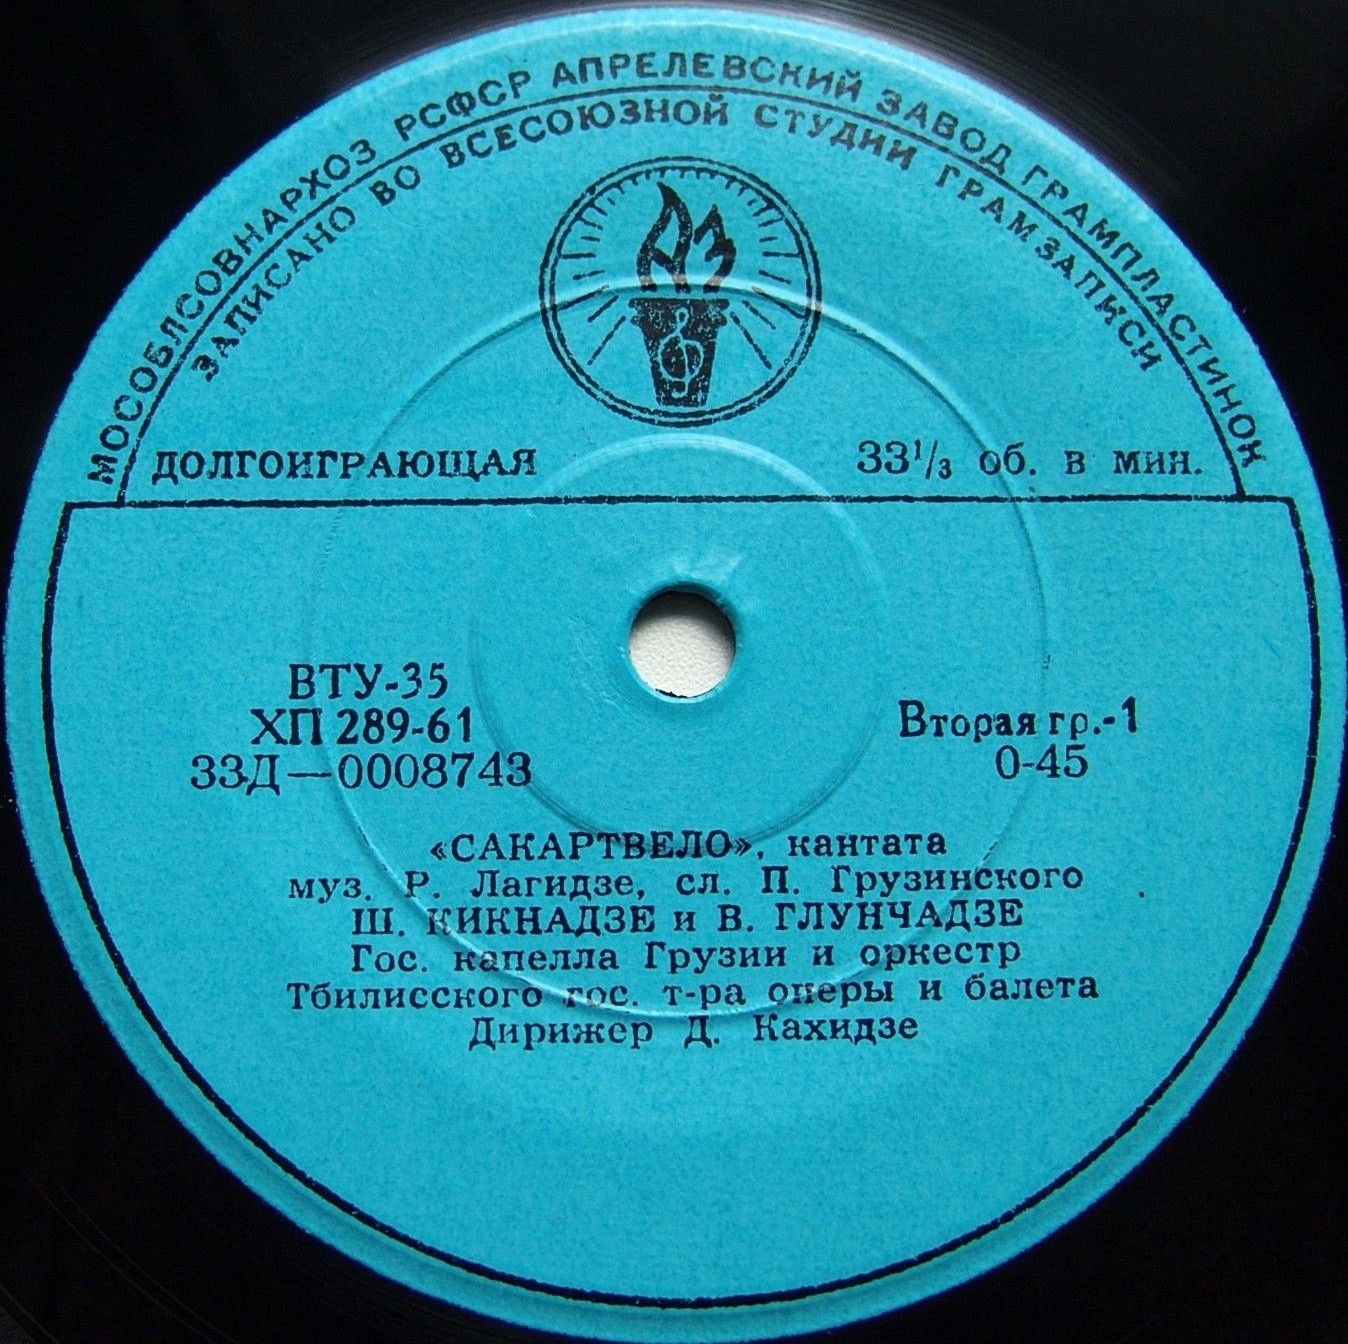 МОСОБЛСОВНАРХОЗ РСФСР АПРЕЛЕВСКИЙ ЗАВОД ГРАМПЛАСТИНОК
ЗАПИСАНО ВО ВСЕСОЮЗНОЙ СТУДИИ ГРАМЗАПИСИ
АЗ
ДОЛГОИГРАЮЩАЯ 33 1/3 об. в мин.
ВТУ-35
ХП 289-61
33Д—0008743
Вторая гр.-1
0-45
«САКАРТВЕЛО», кантата
муз. Р. Лагидзе, сл. П. Грузинского
Ш. КИКНАДЗЕ и В. ГЛУНЧАДЗЕ
Гос. капелла Грузии и оркестр
Тбилисского гос. т-ра оперы и балета
Дирижер Д. Кахидзе